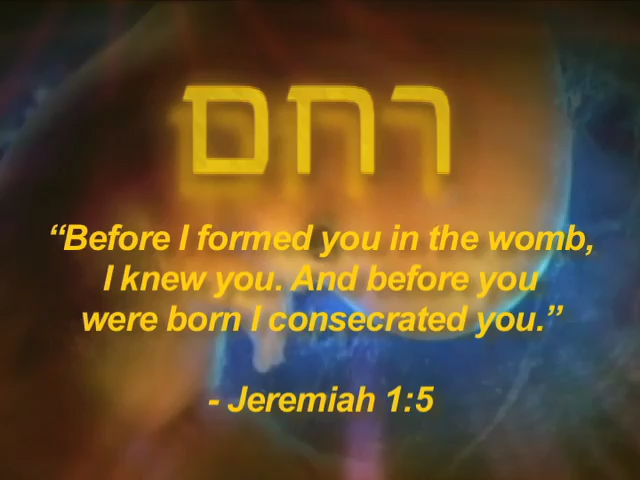 רחם
“Before I formed you in the womb,
I knew you. And before you
were born I consecrated you.”
- Jeremiah 1:5